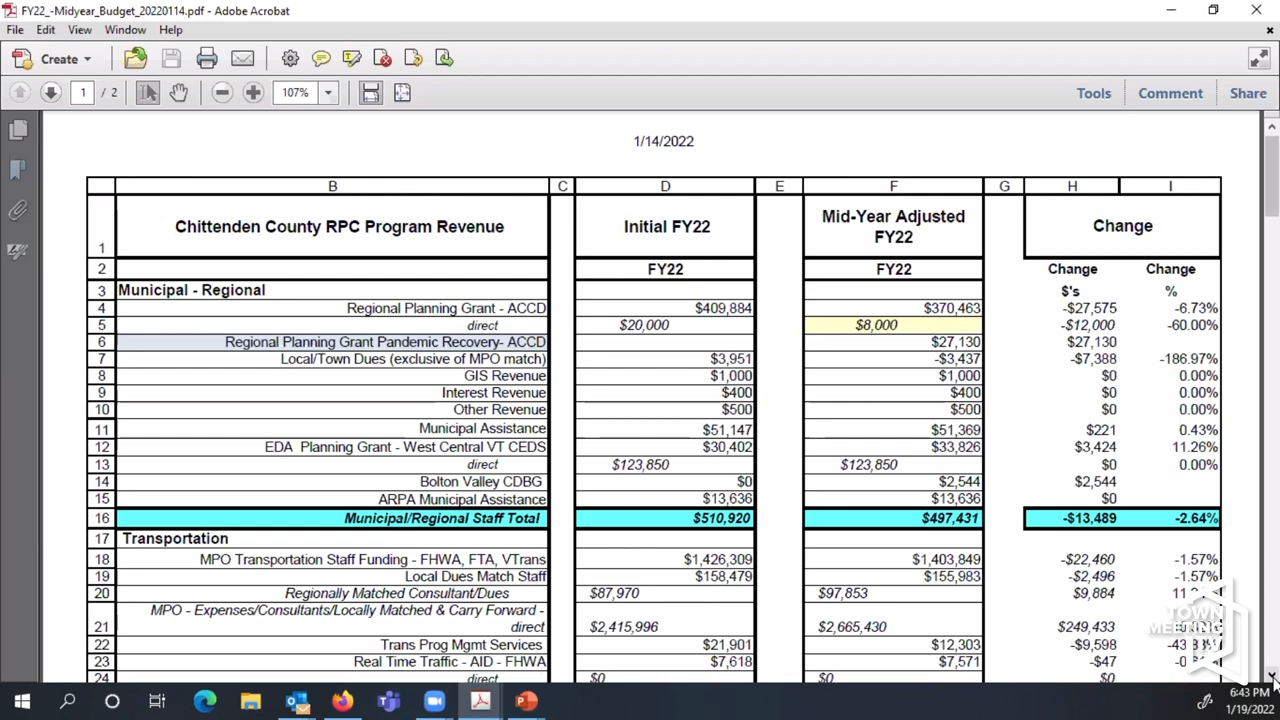 FY22_-Midyear_Budget_20220114.pdf - Adobe Acrobat
File Edit View Window Help
Create
1 / 2 107% Tools Comment Share
1/14/2022
B C D E F G H I
1 Chittenden County RPC Program Revenue Initial FY22 Mid-Year Adjusted FY22 Change
2 FY22 FY22 Change Change
3 Municipal - Regional $'s %
4 Regional Planning Grant - ACCD $409,884 $370,463 -$27,575 -6.73%
5 direct $20,000 $8,000 -$12,000 -60.00%
6 Regional Planning Grant Pandemic Recovery- ACCD $27,130 $27,130
7 Local/Town Dues (exclusive of MPO match) $3,951 -$3,437 -$7,388 -186.97%
8 GIS Revenue $1,000 $1,000 $0 0.00%
9 Interest Revenue $400 $400 $0 0.00%
10 Other Revenue $500 $500 $0 0.00%
11 Municipal Assistance $51,147 $51,369 $221 0.43%
12 EDA Planning Grant - West Central VT CEDS $30,402 $33,826 $3,424 11.26%
13 direct $123,850 $123,850 $0 0.00%
14 Bolton Valley CDBG $0 $2,544 $2,544
15 ARPA Municipal Assistance $13,636 $13,636 $0
16 Municipal/Regional Staff Total $510,920 $497,431 -$13,489 -2.64%
17 Transportation
18 MPO Transportation Staff Funding - FHWA, FTA, VTrans $1,426,309 $1,403,849 -$22,460 -1.57%
19 Local Dues Match Staff $158,479 $155,983 -$2,496 -1.57%
20 Regionally Matched Consultant/Dues $87,970 $97,853 $9,884
MPO - Expenses/Consultants/Locally Matched & Carry Forward -
21 direct $2,415,996 $2,665,430 $249,433
22 Trans Prog Mgmt Services $21,901 $12,303 -$9,598
23 Real Time Traffic - AID - FHWA $7,618 $7,571 -$47
24 direct $0 $0 $0
TOWN
MEETING
6:43 PM
1/19/2022